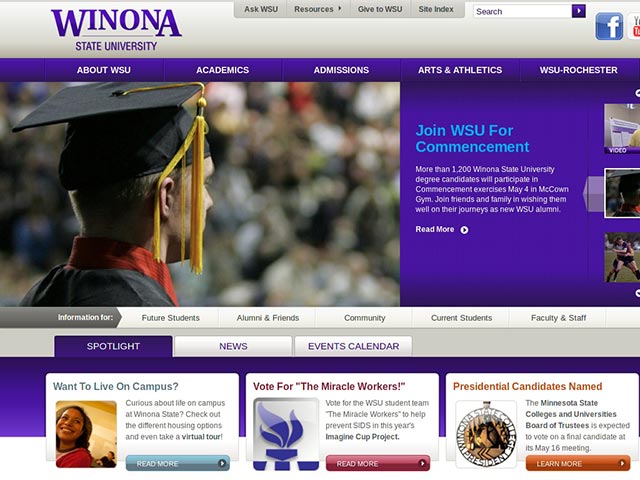 WINONA
STATE UNIVERSITY
Ask WSU
Resources
Give to WSU
Site Index
Search
ABOUT WSU
ACADEMICS
ADMISSIONS
ARTS & ATHLETICS
WSU-ROCHESTER
Join WSU For
Commencement
More than 1,200 Winona State University
degree candidates will participate in
Commencement exercises May 4 in McCown
Gym. Join friends and family in wishing them
well on their journeys as new WSU alumni.
Read More
VIDEO
Information for:
Future Students
Alumni & Friends
Community
Current Students
Faculty & Staff
SPOTLIGHT
NEWS
EVENTS CALENDAR
Want To Live On Campus?
Curious about life on campus
at Winona State? Check out
the different housing options
and even take a virtual tour!
READ MORE
Vote For "The Miracle Workers!"
Vote for the WSU student team
"The Miracle Workers" to help
prevent SIDS in this year's
Imagine Cup Project.
READ MORE
Presidential Candidates Named
The Minnesota State
Colleges and Universities
Board of Trustees is expected
to vote on a final candidate at
its May 16 meeting.
LEARN MORE